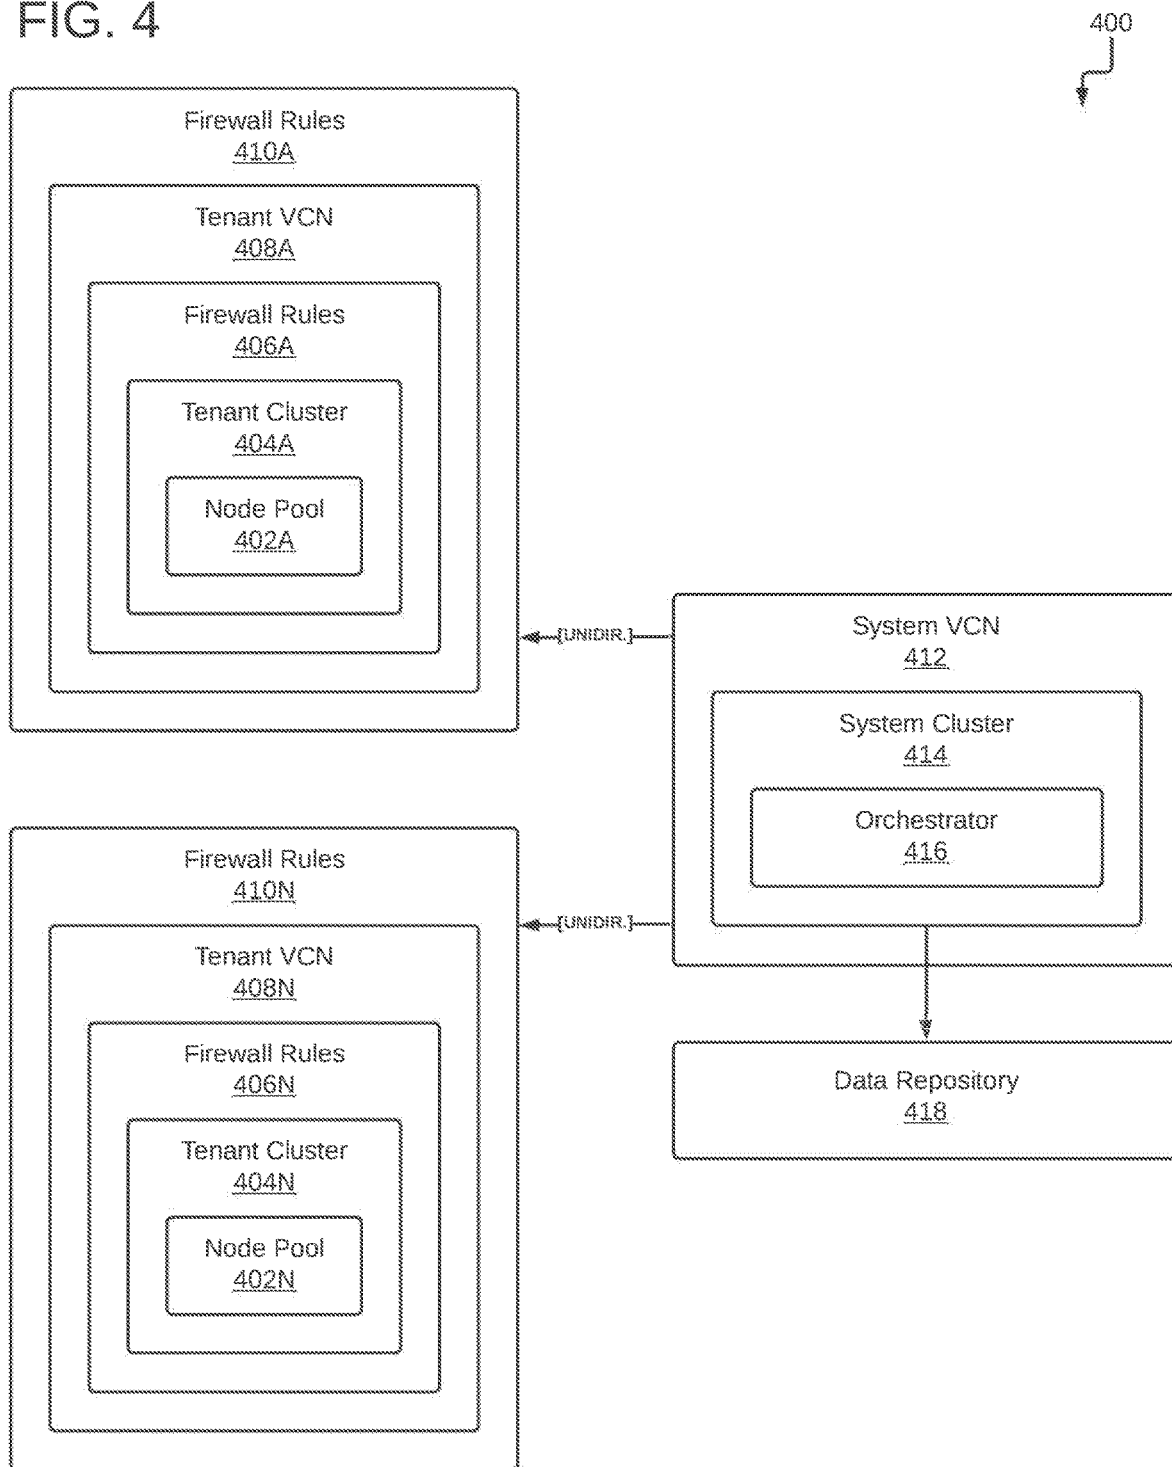 FIG. 4
400
Firewall Rules
410A
Tenant VCN
408A
Firewall Rules
406A
Tenant Cluster
404A
Node Pool
402A
[UNIDIR.]
System VCN
412
System Cluster
414
Orchestrator
416
[UNIDIR.]
Data Repository
418
Firewall Rules
410N
Tenant VCN
408N
Firewall Rules
406N
Tenant Cluster
404N
Node Pool
402N